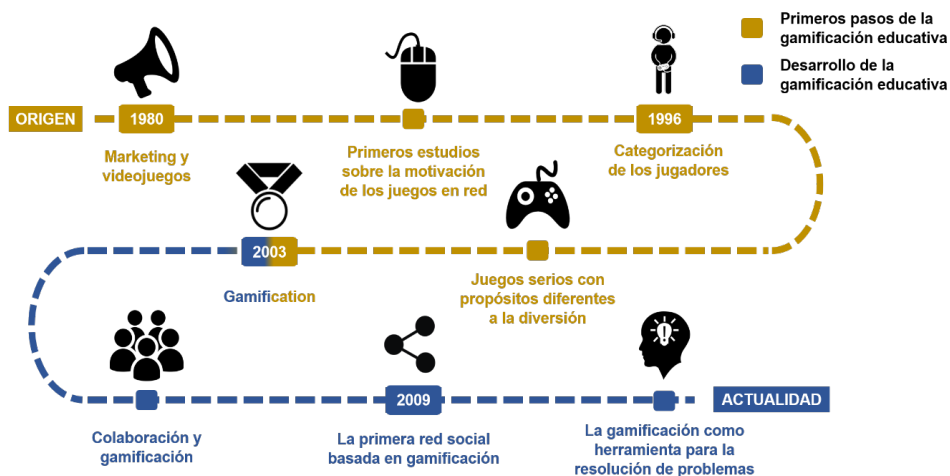 Primeros pasos de la
gamificación educativa
Desarrollo de la
gamificación educativa
ORIGEN
1980
1996
Marketing y
videojuegos
Primeros estudios
sobre la motivación
de los juegos en red
Categorización
de los jugadores
2003
Gamification
Juegos serios con
propósitos diferentes
a la diversión
2009
ACTUALIDAD
Colaboración y
gamificación
La primera red social
basada en gamificación
La gamificación como
herramienta para la
resolución de problemas